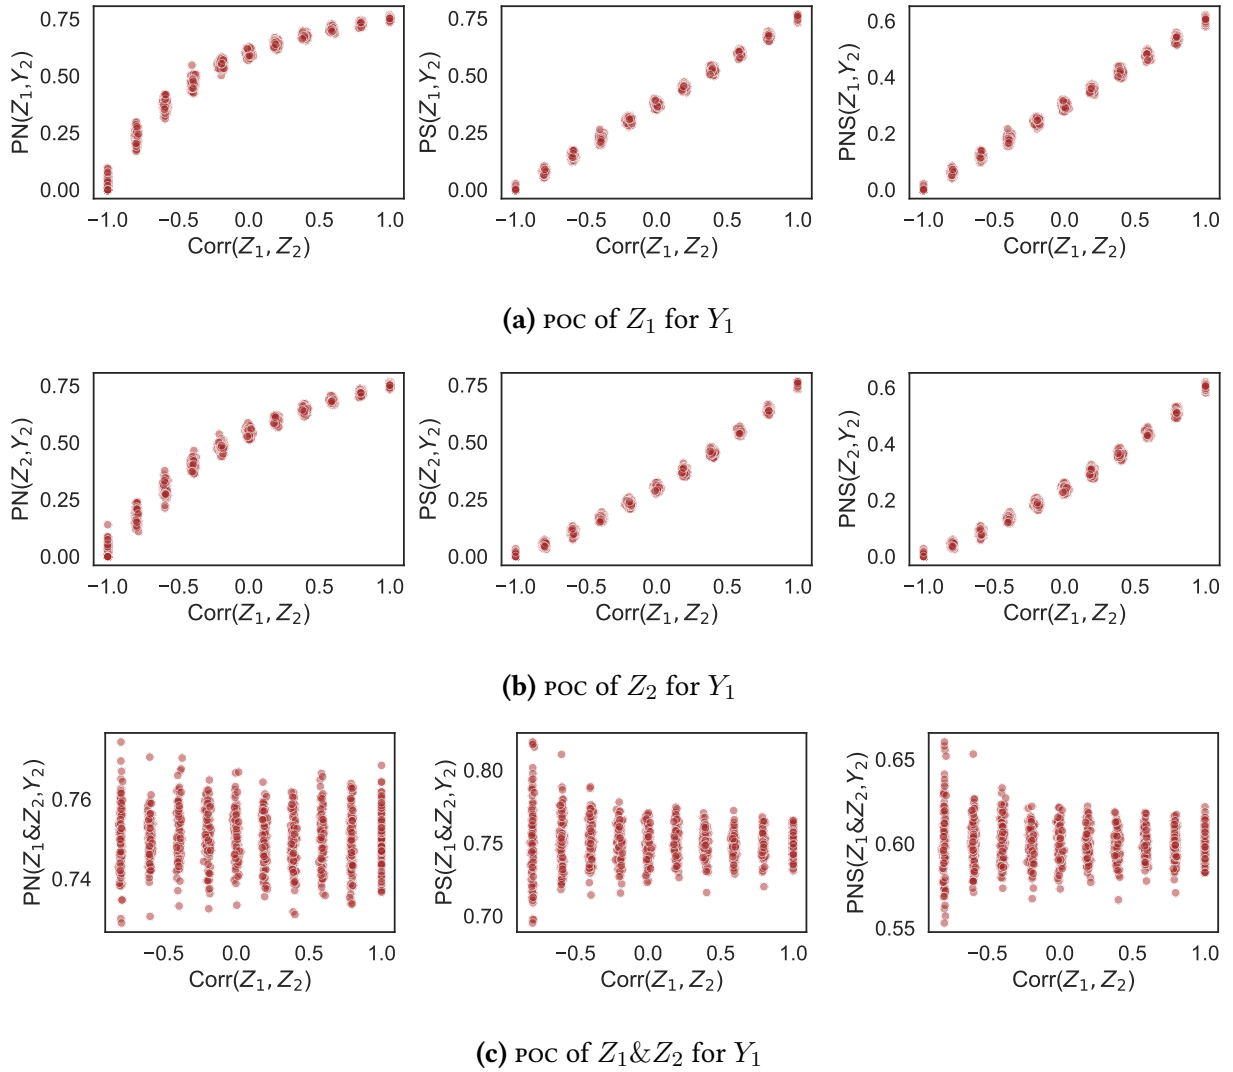 PN(Z₁,Y₂)
0.75
0.50
0.25
0.00
−1.0 −0.5 0.0 0.5 1.0
Corr(Z₁, Z₂)
PS(Z₁,Y₂)
0.75
0.50
0.25
0.00
−1.0 −0.5 0.0 0.5 1.0
Corr(Z₁, Z₂)
PNS(Z₁,Y₂)
0.6
0.4
0.2
0.0
−1.0 −0.5 0.0 0.5 1.0
Corr(Z₁, Z₂)
(a) POC of Z₁ for Y₁
PN(Z₂,Y₂)
0.75
0.50
0.25
0.00
−1.0 −0.5 0.0 0.5 1.0
Corr(Z₁, Z₂)
PS(Z₂,Y₂)
0.75
0.50
0.25
0.00
−1.0 −0.5 0.0 0.5 1.0
Corr(Z₁, Z₂)
PNS(Z₂,Y₂)
0.6
0.4
0.2
0.0
−1.0 −0.5 0.0 0.5 1.0
Corr(Z₁, Z₂)
(b) POC of Z₂ for Y₁
PN(Z₁&Z₂,Y₂)
0.76
0.74
−0.5 0.0 0.5 1.0
Corr(Z₁, Z₂)
PS(Z₁&Z₂,Y₂)
0.80
0.75
0.70
−0.5 0.0 0.5 1.0
Corr(Z₁, Z₂)
PNS(Z₁&Z₂,Y₂)
0.65
0.60
0.55
−0.5 0.0 0.5 1.0
Corr(Z₁, Z₂)
(c) POC of Z₁&Z₂ for Y₁